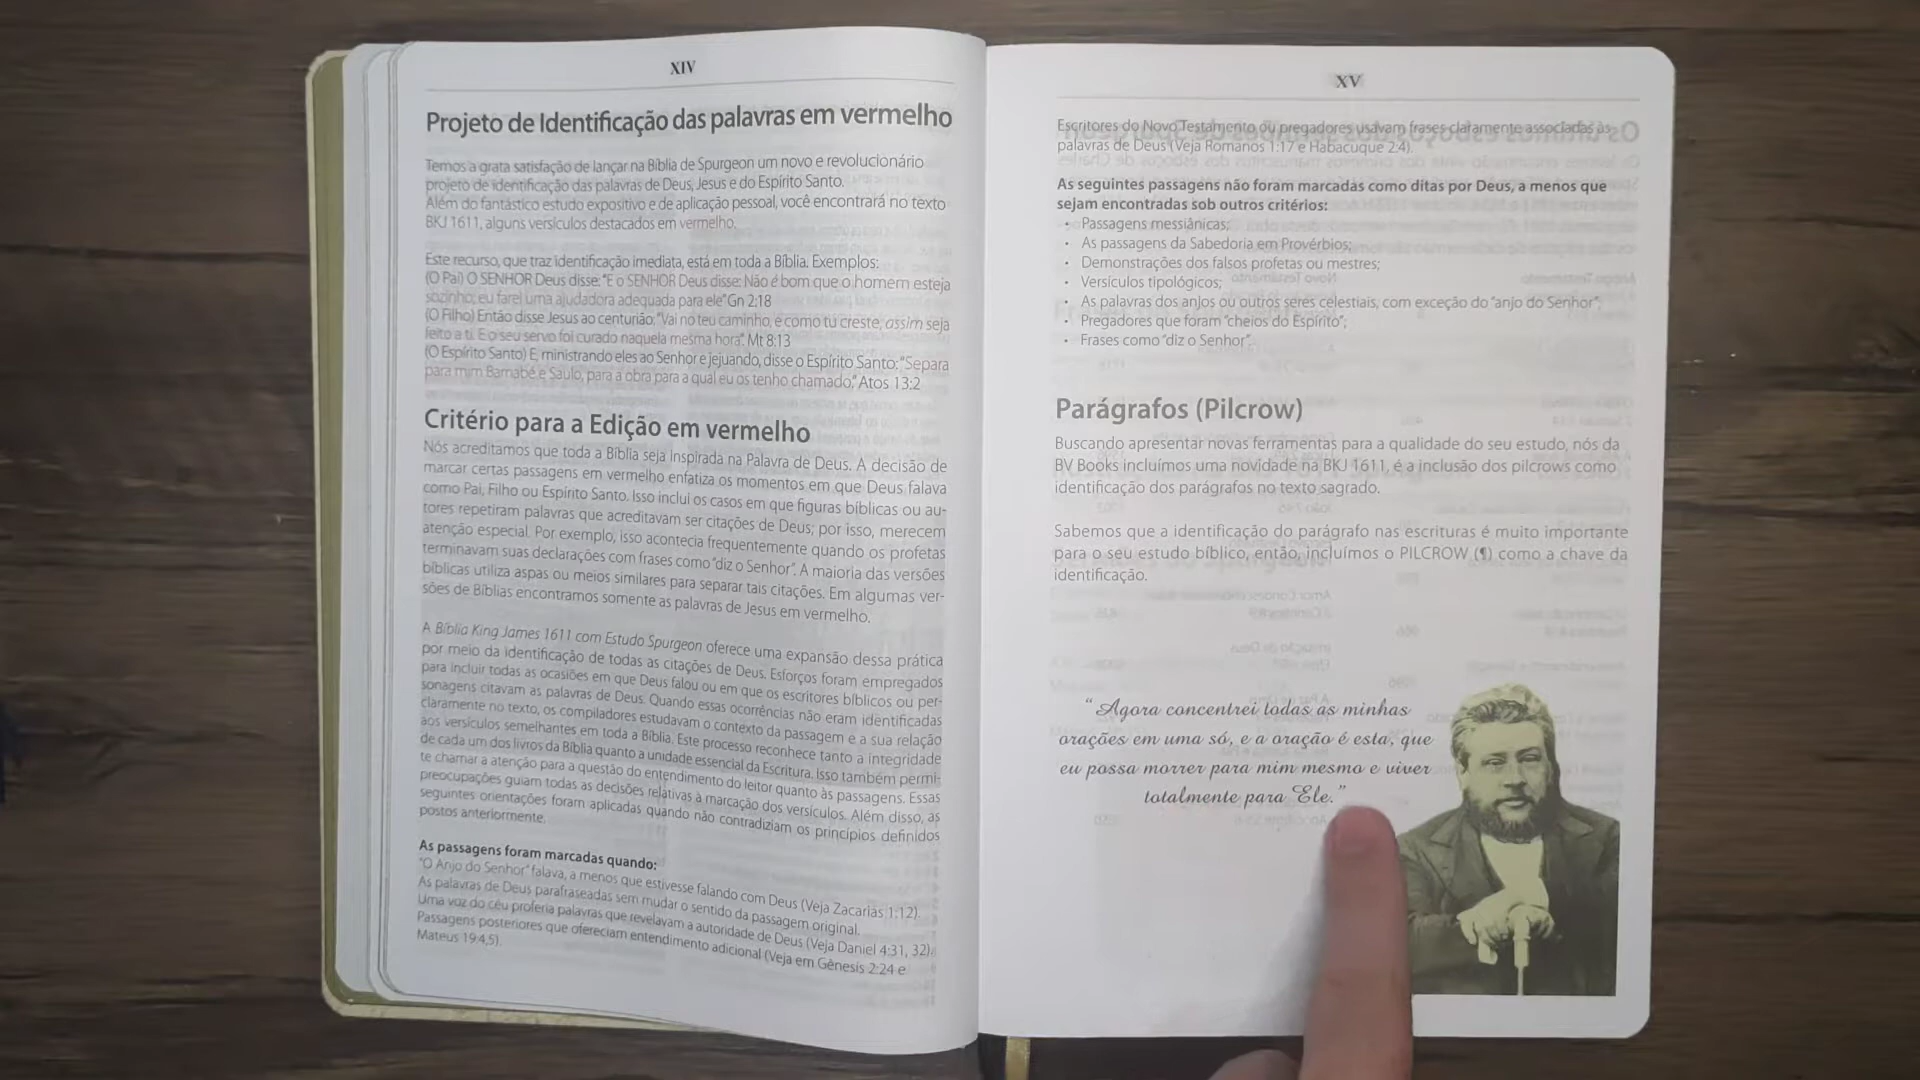 XIV
Projeto de Identificação das palavras em vermelho
Temos a grata satisfação de lançar na Bíblia de Spurgeon um novo e revolucionário
projeto de identificação das palavras de Deus, Jesus e do Espírito Santo.
Além do fantástico estudo expositivo e de aplicação pessoal, você encontrará no texto
BKJ 1611, alguns versículos destacados em vermelho.
Este recurso, que traz identificação imediata, está em toda a Bíblia. Exemplos:
(O Pai) O SENHOR Deus disse: "E o SENHOR Deus disse: Não é bom que o homem esteja
sozinho; eu farei uma ajudadora adequada para ele" Gn 2:18
(O Filho) Então disse Jesus ao centurião: "Vai no teu caminho, e como tu creste, assim seja
feito a ti. E o seu servo foi curado naquela mesma hora". Mt 8:13
(O Espírito Santo) E, ministrando eles ao Senhor e jejuando, disse o Espírito Santo: "Separa
para mim Barnabé e Saulo, para a obra para a qual eu os tenho chamado." Atos 13:2
Critério para a Edição em vermelho
Nós acreditamos que toda a Bíblia seja inspirada na Palavra de Deus. A decisão de
marcar certas passagens em vermelho enfatiza os momentos em que Deus falava
como Pai, Filho ou Espírito Santo. Isso inclui os casos em que figuras bíblicas ou au-
tores repetiram palavras que acreditavam ser citações de Deus; por isso, merecem
atenção especial. Por exemplo, isso acontecia frequentemente quando os profetas
terminavam suas declarações com frases como "diz o Senhor". A maioria das versões
bíblicas utiliza aspas ou meios similares para separar tais citações. Em algumas ver-
sões de Bíblias encontramos somente as palavras de Jesus em vermelho.
A Bíblia King James 1611 com Estudo Spurgeon oferece uma expansão dessa prática
por meio da identificação de todas as citações de Deus. Esforços foram empregados
para incluir todas as ocasiões em que Deus falou ou em que os escritores bíblicos ou per-
sonagens citavam as palavras de Deus. Quando essas ocorrências não eram identificadas
claramente no texto, os compiladores estudavam o contexto da passagem e a sua relação
aos versículos semelhantes em toda a Bíblia. Este processo reconhece tanto a integridade
de cada um dos livros da Bíblia quanto a unidade essencial da Escritura. Isso também permi-
te chamar a atenção para a questão do entendimento do leitor quanto às passagens. Essas
preocupações guiam todas as decisões relativas à marcação dos versículos. Além disso, as
seguintes orientações foram aplicadas quando não contradiziam os princípios definidos
postos anteriormente.
As passagens foram marcadas quando:
"O Anjo do Senhor" falava, a menos que estivesse falando com Deus (Veja Zacarias 1:12).
As palavras de Deus parafraseadas sem mudar o sentido da passagem original.
Uma voz do céu proferia palavras que revelavam a autoridade de Deus (Veja Daniel 4:31, 32)
Passagens posteriores que ofereciam entendimento adicional (Veja em Gênesis 2:24 e
Mateus 19:4,5).
XV
Escritores do Novo Testamento ou pregadores usavam frases claramente associadas às
palavras de Deus (Veja Romanos 1:17 e Habacuque 2:4).
As seguintes passagens não foram marcadas como ditas por Deus, a menos que
sejam encontradas sob outros critérios:
• Passagens messiânicas;
• As passagens da Sabedoria em Provérbios;
• Demonstrações dos falsos profetas ou mestres;
• Versículos tipológicos;
• As palavras dos anjos ou outros seres celestiais, com exceção do "anjo do Senhor";
• Pregadores que foram "cheios do Espírito";
• Frases como "diz o Senhor".
Parágrafos (Pilcrow)
Buscando apresentar novas ferramentas para a qualidade do seu estudo, nós da
BV Books incluímos uma novidade na BKJ 1611, é a inclusão dos pilcrows como
identificação dos parágrafos no texto sagrado.
Sabemos que a identificação do parágrafo nas escrituras é muito importante
para o seu estudo bíblico, então, incluímos o PILCROW (¶) como a chave da
identificação.
"Agora concentrei todas as minhas
orações em uma só, e a oração é esta, que
eu possa morrer para mim mesmo e viver
totalmente para Ele."